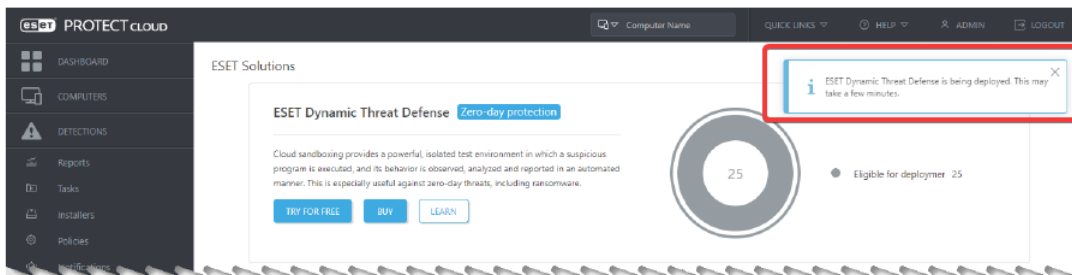 eset PROTECT CLOUD
Computer Name
QUICK LINKS
HELP
ADMIN
LOGOUT
DASHBOARD
COMPUTERS
DETECTIONS
Reports
Tasks
Installers
Policies
Notifications
ESET Solutions
ESET Dynamic Threat Defense is being deployed. This may
take a few minutes.
ESET Dynamic Threat Defense Zero-day protection
Cloud sandboxing provides a powerful, isolated test environment in which a suspicious
program is executed, and its behavior is observed, analyzed and reported in an automated
manner. This is especially useful against zero-day threats, including ransomware.
TRY FOR FREE
BUY
LEARN
25
Eligible for deploymer 25